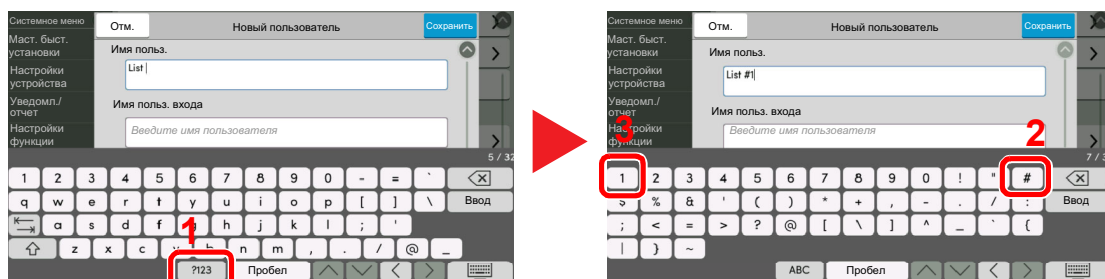 Системное меню
Отм.
Новый пользователь
Сохранить
Маст. быст.
установки
Имя польз.
List
Настройки
устройства
Уведомл./
отчет
Имя польз. входа
Введите имя пользователя
Настройки
функции
5 / 32
1 2 3 4 5 6 7 8 9 0 - = `
q w e r t y u i o p [ ] \ Ввод
a s d f g h j k l ; '
1
z x c v b n m , . / @ _
?123 Пробел
Системное меню
Отм.
Новый пользователь
Сохранить
Маст. быст.
установки
Имя польз.
List #1
Настройки
устройства
Уведомл./
отчет
Имя польз. входа
Введите имя пользователя
Настройки
функции
3
2
7 / 3
1 2 3 4 5 6 7 8 9 0 ! " #
$ % & ' ( ) * + , - . / : Ввод
; < = > ? @ [ \ ] ^ _ ` {
| } ~
ABC Пробел